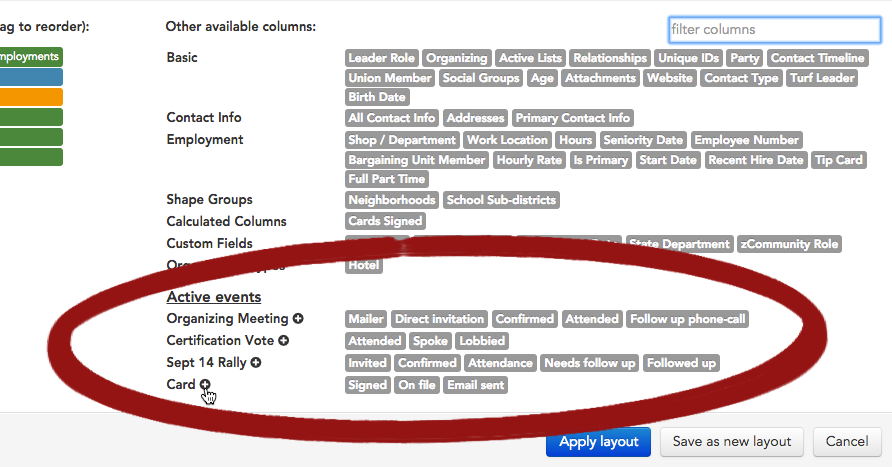 ag to reorder): Other available columns: filter columns
mployments
Basic Leader Role Organizing Active Lists Relationships Unique IDs Party Contact Timeline
Union Member Social Groups Age Attachments Website Contact Type Turf Leader
Birth Date
Contact Info All Contact Info Addresses Primary Contact Info
Employment Shop / Department Work Location Hours Seniority Date Employee Number
Bargaining Unit Member Hourly Rate Is Primary Start Date Recent Hire Date Tip Card
Full Part Time
Shape Groups Neighborhoods School Sub-districts
Calculated Columns Cards Signed
Custom Fields State Department zCommunity Role
Hotel
Active events
Organizing Meeting Mailer Direct invitation Confirmed Attended Follow up phone-call
Certification Vote Attended Spoke Lobbied
Sept 14 Rally Invited Confirmed Attendance Needs follow up Followed up
Card Signed On file Email sent
Apply layout Save as new layout Cancel